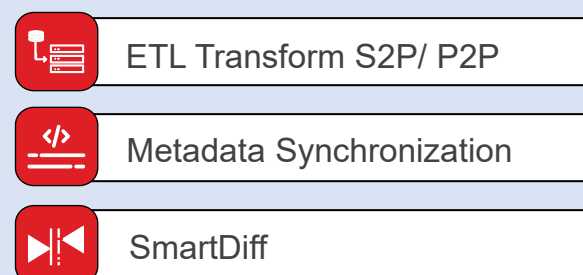 ETL Transform S2P/ P2P
Metadata Synchronization
SmartDiff